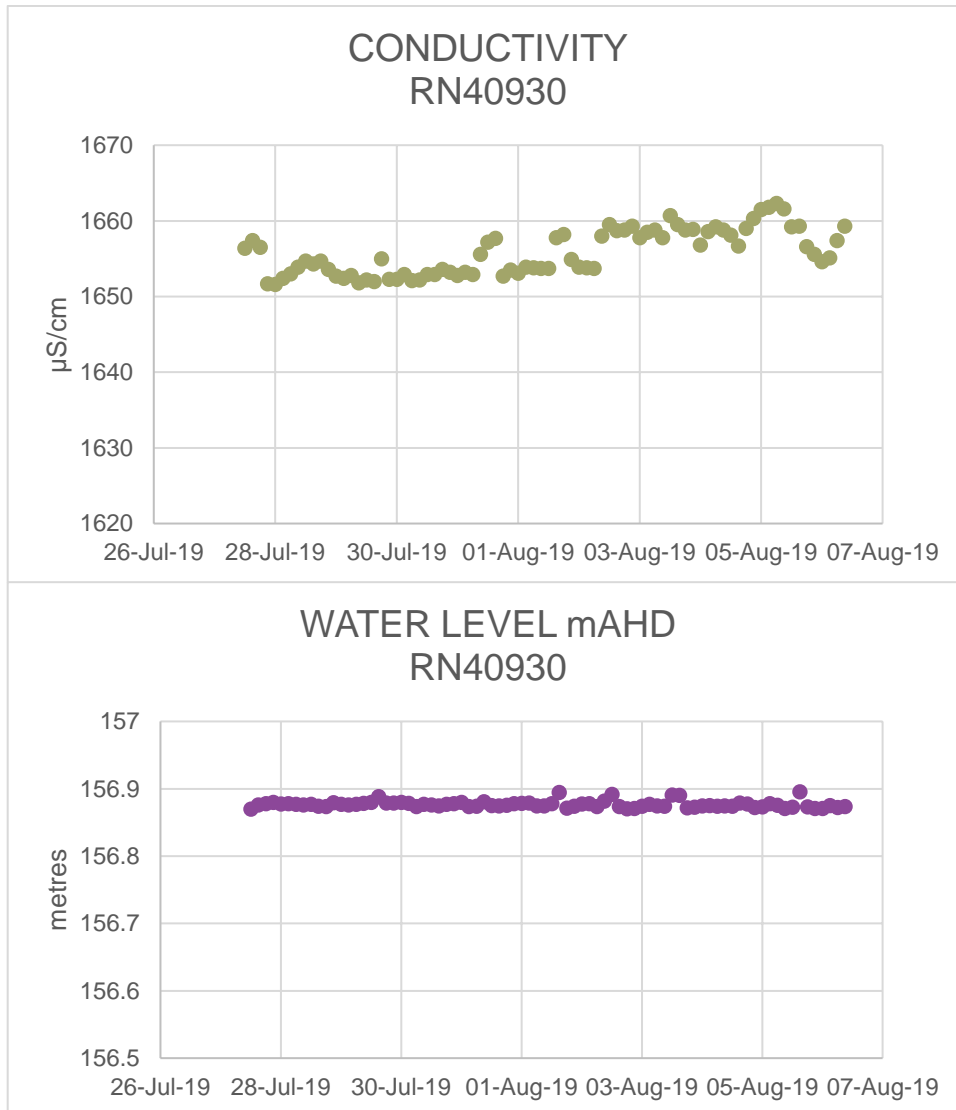 CONDUCTIVITY
RN40930
1670
1660
1650
1640
1630
1620
µS/cm
26-Jul-19 28-Jul-19 30-Jul-19 01-Aug-19 03-Aug-19 05-Aug-19 07-Aug-19
WATER LEVEL mAHD
RN40930
157
156.9
156.8
156.7
156.6
156.5
metres
26-Jul-19 28-Jul-19 30-Jul-19 01-Aug-19 03-Aug-19 05-Aug-19 07-Aug-19